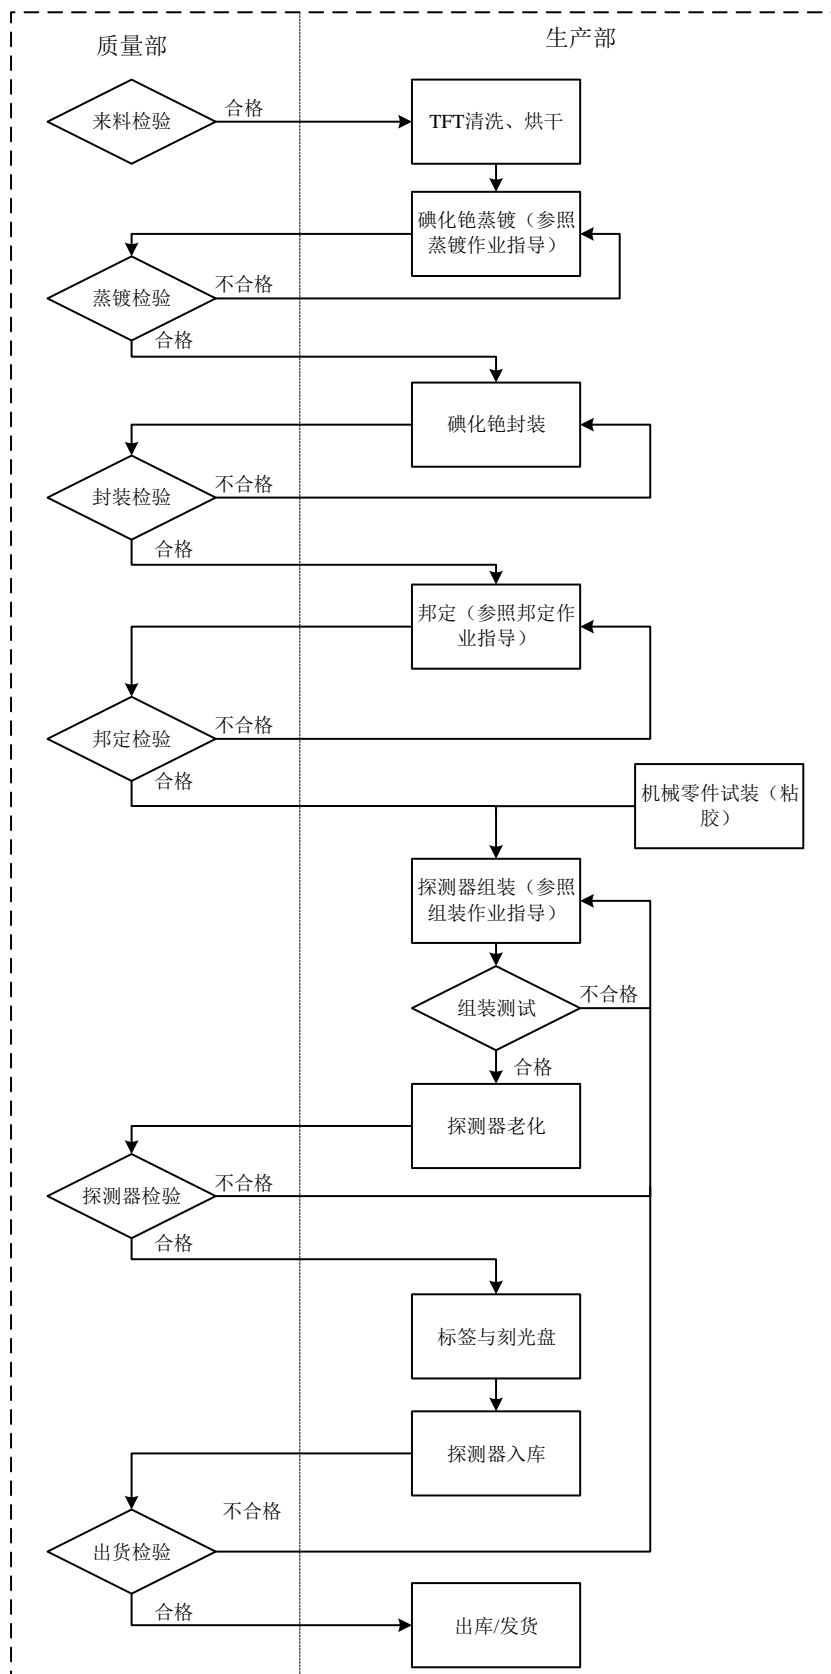 质量部
生产部
来料检验
合格
TFT清洗、烘干
碘化铯蒸镀（参照
蒸镀作业指导）
蒸镀检验
不合格
合格
碘化铯封装
封装检验
不合格
合格
邦定（参照邦定作
业指导）
邦定检验
不合格
合格
机械零件试装（粘
胶）
探测器组装（参照
组装作业指导）
组装测试
不合格
合格
探测器老化
探测器检验
不合格
合格
标签与刻光盘
探测器入库
不合格
出货检验
合格
出库/发货